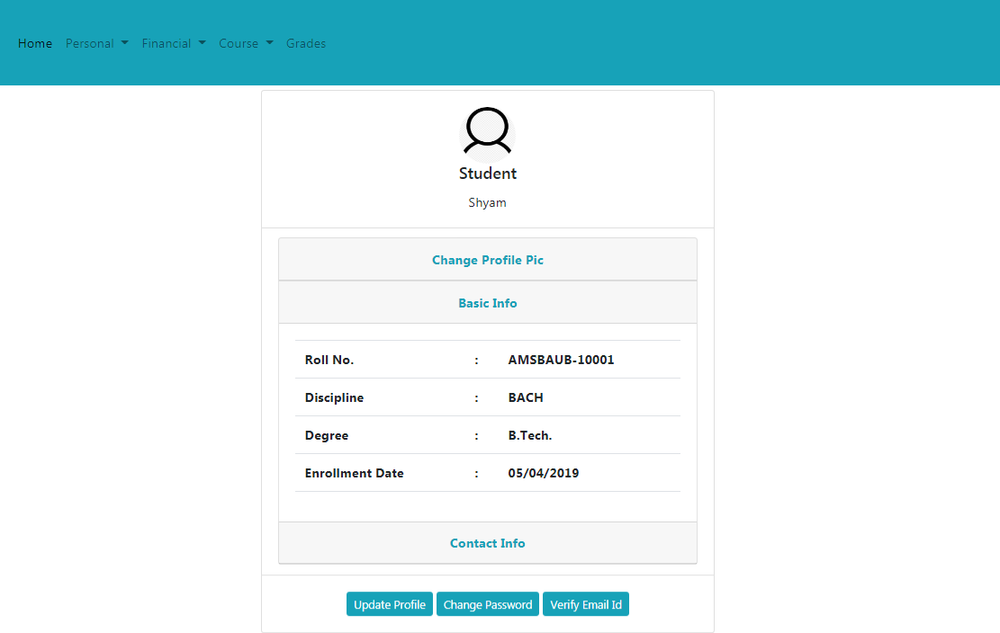 Home Personal Financial Course Grades
Student
Shyam
Change Profile Pic
Basic Info
Roll No. : AMSBAUB-10001
Discipline : BACH
Degree : B.Tech.
Enrollment Date : 05/04/2019
Contact Info
Update Profile Change Password Verify Email Id